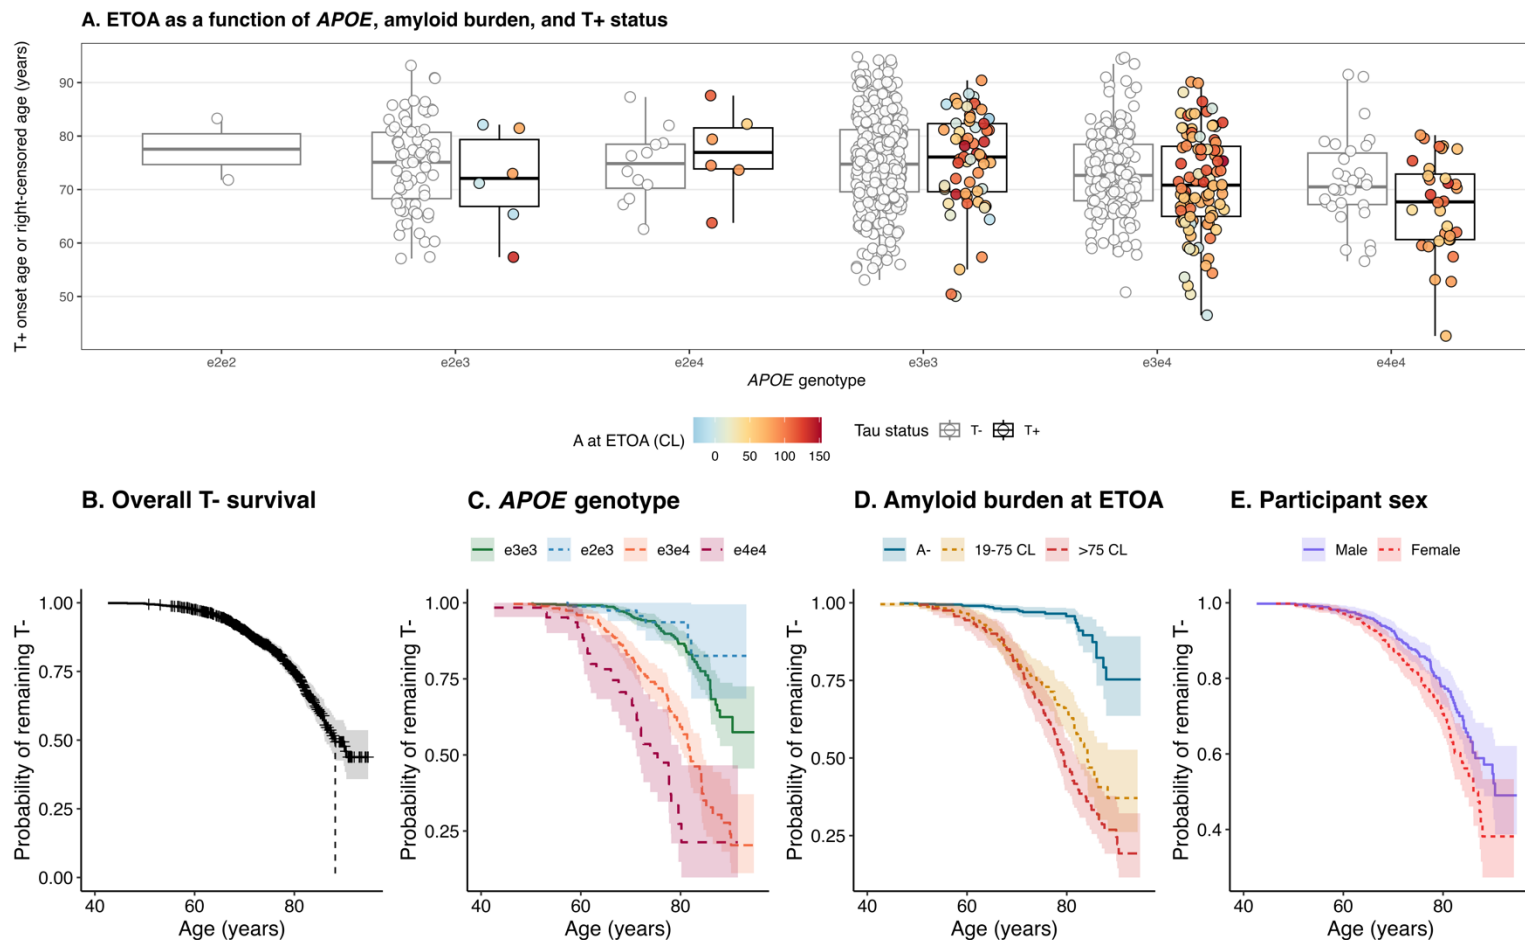 A. ETOA as a function of APOE, amyloid burden, and T+ status
T+ onset age or right-censored age (years)
90
80
70
60
50
e2e2 e2e3 e2e4 e3e3 e3e4 e4e4
APOE genotype
A at ETOA (CL)
0 50 100 150
Tau status T- T+
B. Overall T- survival
Probability of remaining T-
1.00
0.75
0.50
0.25
0.00
40 60 80
Age (years)
C. APOE genotype
e3e3 e2e3 e3e4 e4e4
Probability of remaining T-
1.00
0.75
0.50
0.25
40 60 80
Age (years)
D. Amyloid burden at ETOA
A- 19-75 CL >75 CL
Probability of remaining T-
1.00
0.75
0.50
0.25
40 60 80
Age (years)
E. Participant sex
Male Female
Probability of remaining T-
1.0
0.8
0.6
0.4
40 60 80
Age (years)